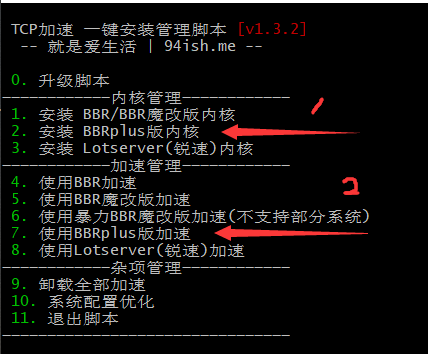 TCP加速 一键安装管理脚本 [v1.3.2]
-- 就是爱生活 | 94ish.me --
0. 升级脚本
————————————内核管理————————————
1. 安装 BBR/BBR魔改版内核
1
2. 安装 BBRplus版内核
3. 安装 Lotserver(锐速)内核
————————————加速管理————————————
4. 使用BBR加速
5. 使用BBR魔改版加速
2
6. 使用暴力BBR魔改版加速(不支持部分系统)
7. 使用BBRplus版加速
8. 使用Lotserver(锐速)加速
————————————杂项管理————————————
9. 卸载全部加速
10. 系统配置优化
11. 退出脚本
————————————————————————————————